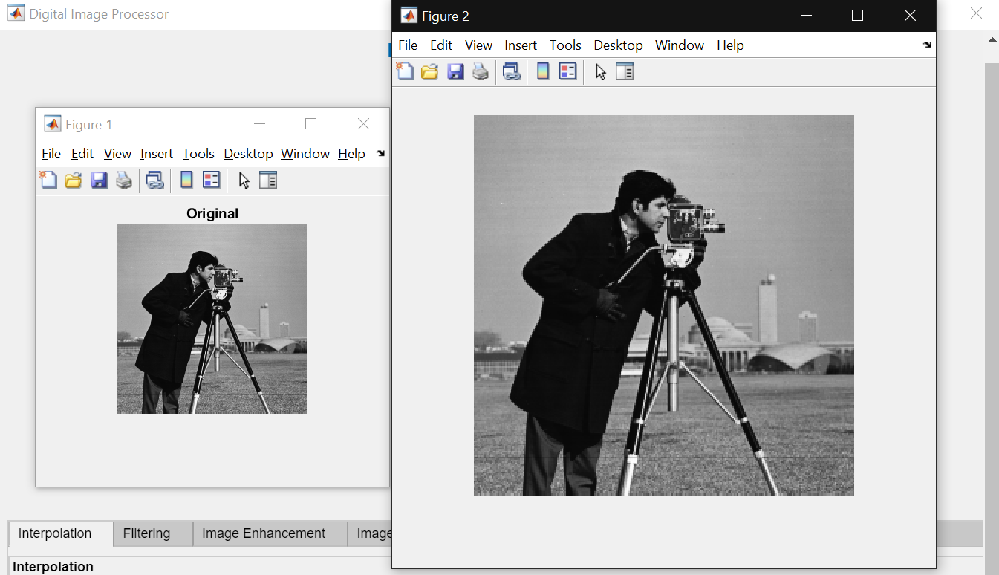 Digital Image Processor
Figure 2
File Edit View Insert Tools Desktop Window Help
Figure 1
File Edit View Insert Tools Desktop Window Help
Original
Interpolation Filtering Image Enhancement Image
Interpolation